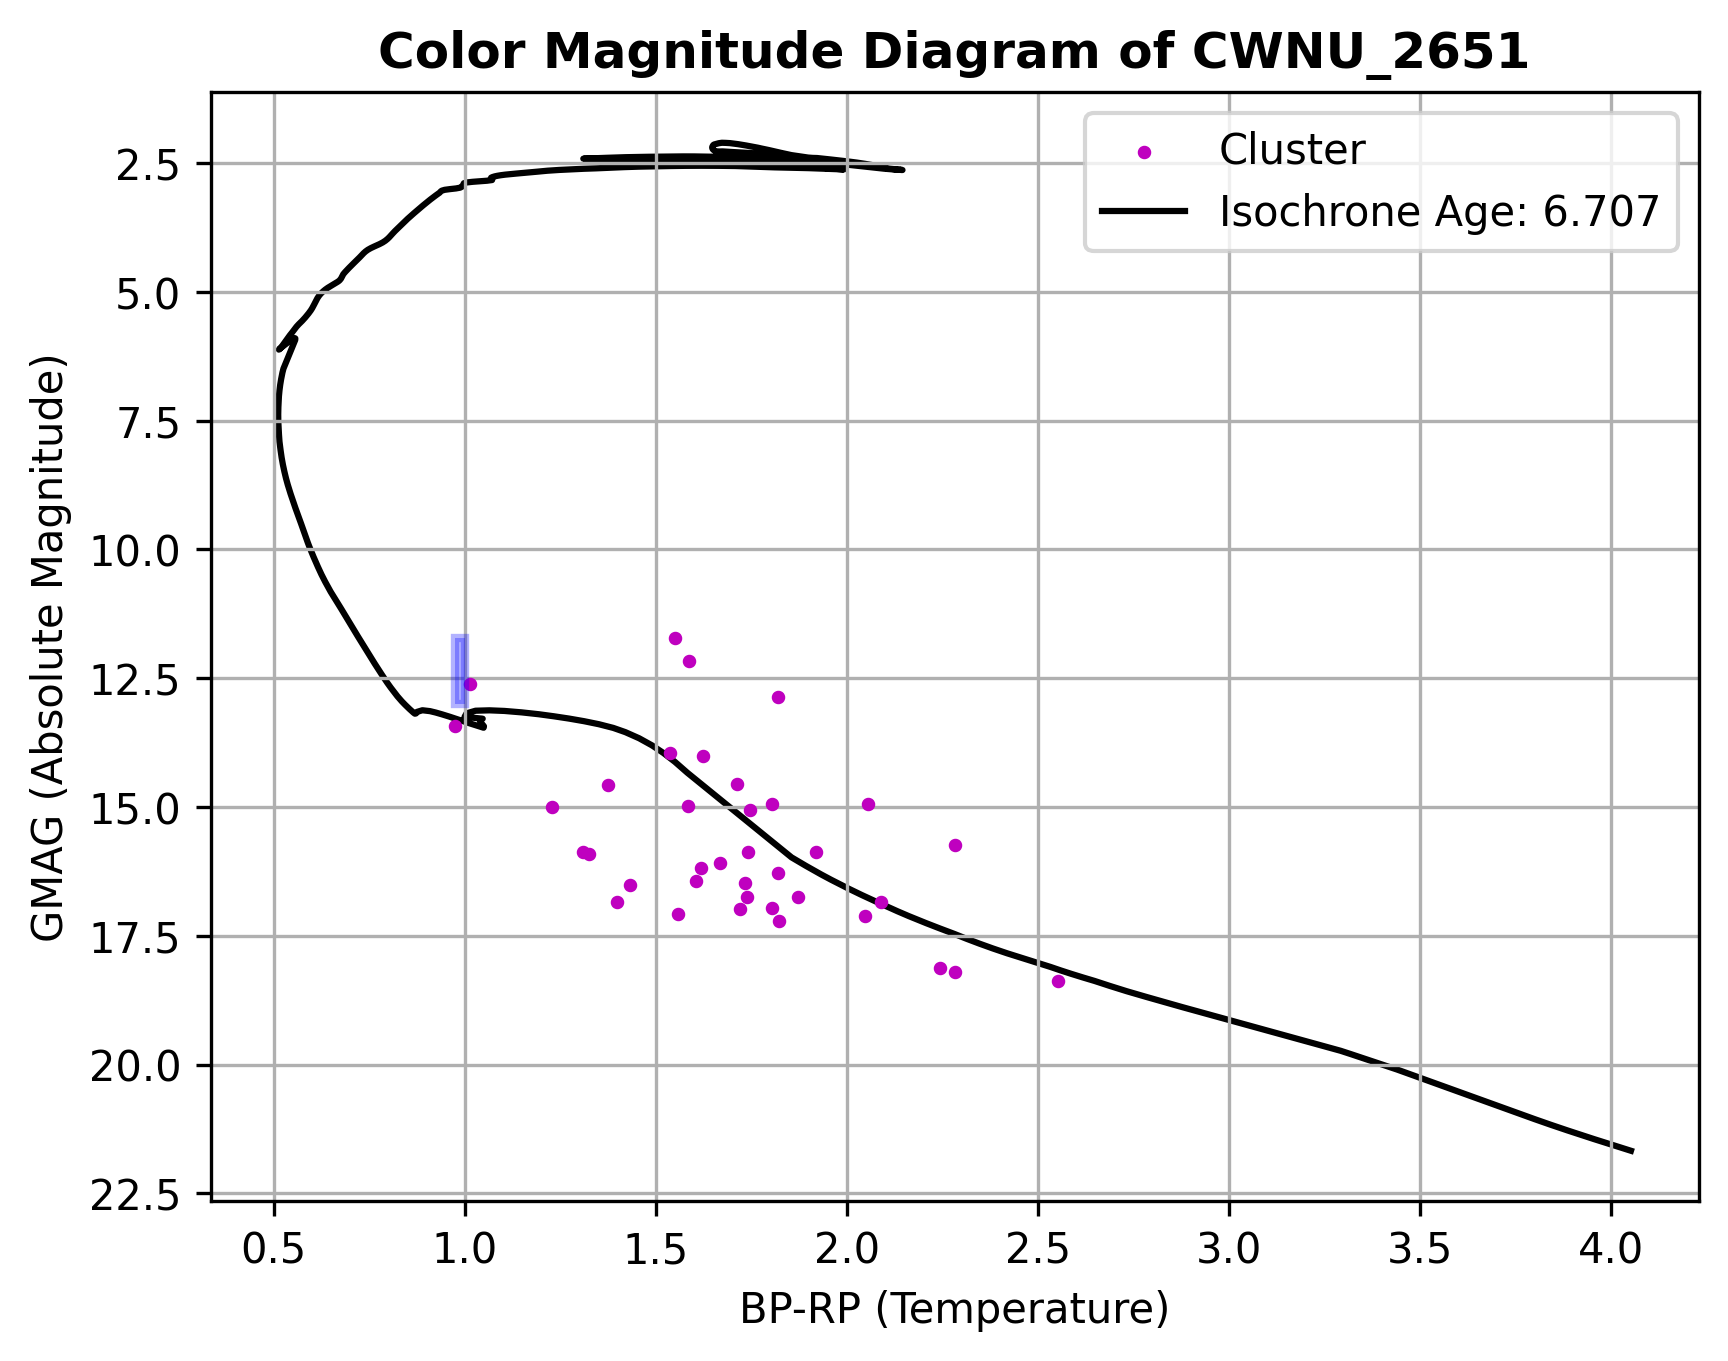 Color Magnitude Diagram of CWNU_2651
Cluster
Isochrone Age: 6.707
GMAG (Absolute Magnitude)
2.5
5.0
7.5
10.0
12.5
15.0
17.5
20.0
22.5
0.5 1.0 1.5 2.0 2.5 3.0 3.5 4.0
BP-RP (Temperature)